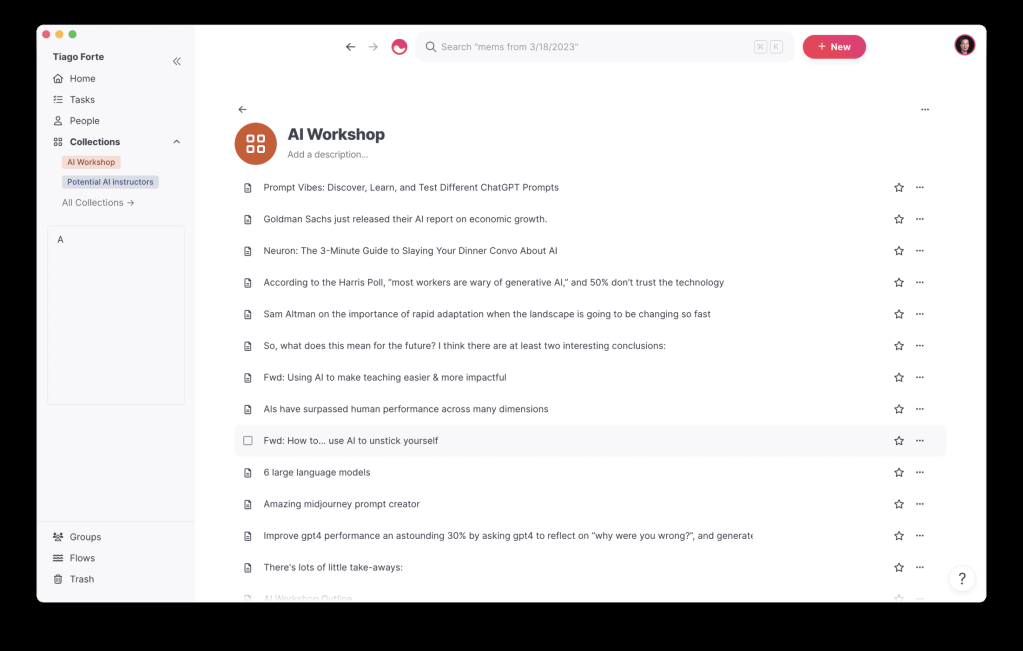 Search "mems from 3/18/2023"
⌘ K
+ New
Tiago Forte
Home
Tasks
People
Collections
AI Workshop
Potential AI instructors
All Collections →
A
Groups
Flows
Trash
AI Workshop
Add a description...
Prompt Vibes: Discover, Learn, and Test Different ChatGPT Prompts
Goldman Sachs just released their AI report on economic growth.
Neuron: The 3-Minute Guide to Slaying Your Dinner Convo About AI
According to the Harris Poll, “most workers are wary of generative AI,” and 50% don’t trust the technology
Sam Altman on the importance of rapid adaptation when the landscape is going to be changing so fast
So, what does this mean for the future? I think there are at least two interesting conclusions:
Fwd: Using AI to make teaching easier & more impactful
AIs have surpassed human performance across many dimensions
Fwd: How to... use AI to unstick yourself
6 large language models
Amazing midjourney prompt creator
Improve gpt4 performance an astounding 30% by asking gpt4 to reflect on “why were you wrong?”, and generate
There's lots of little take-aways:
AI Workshop Outline
?